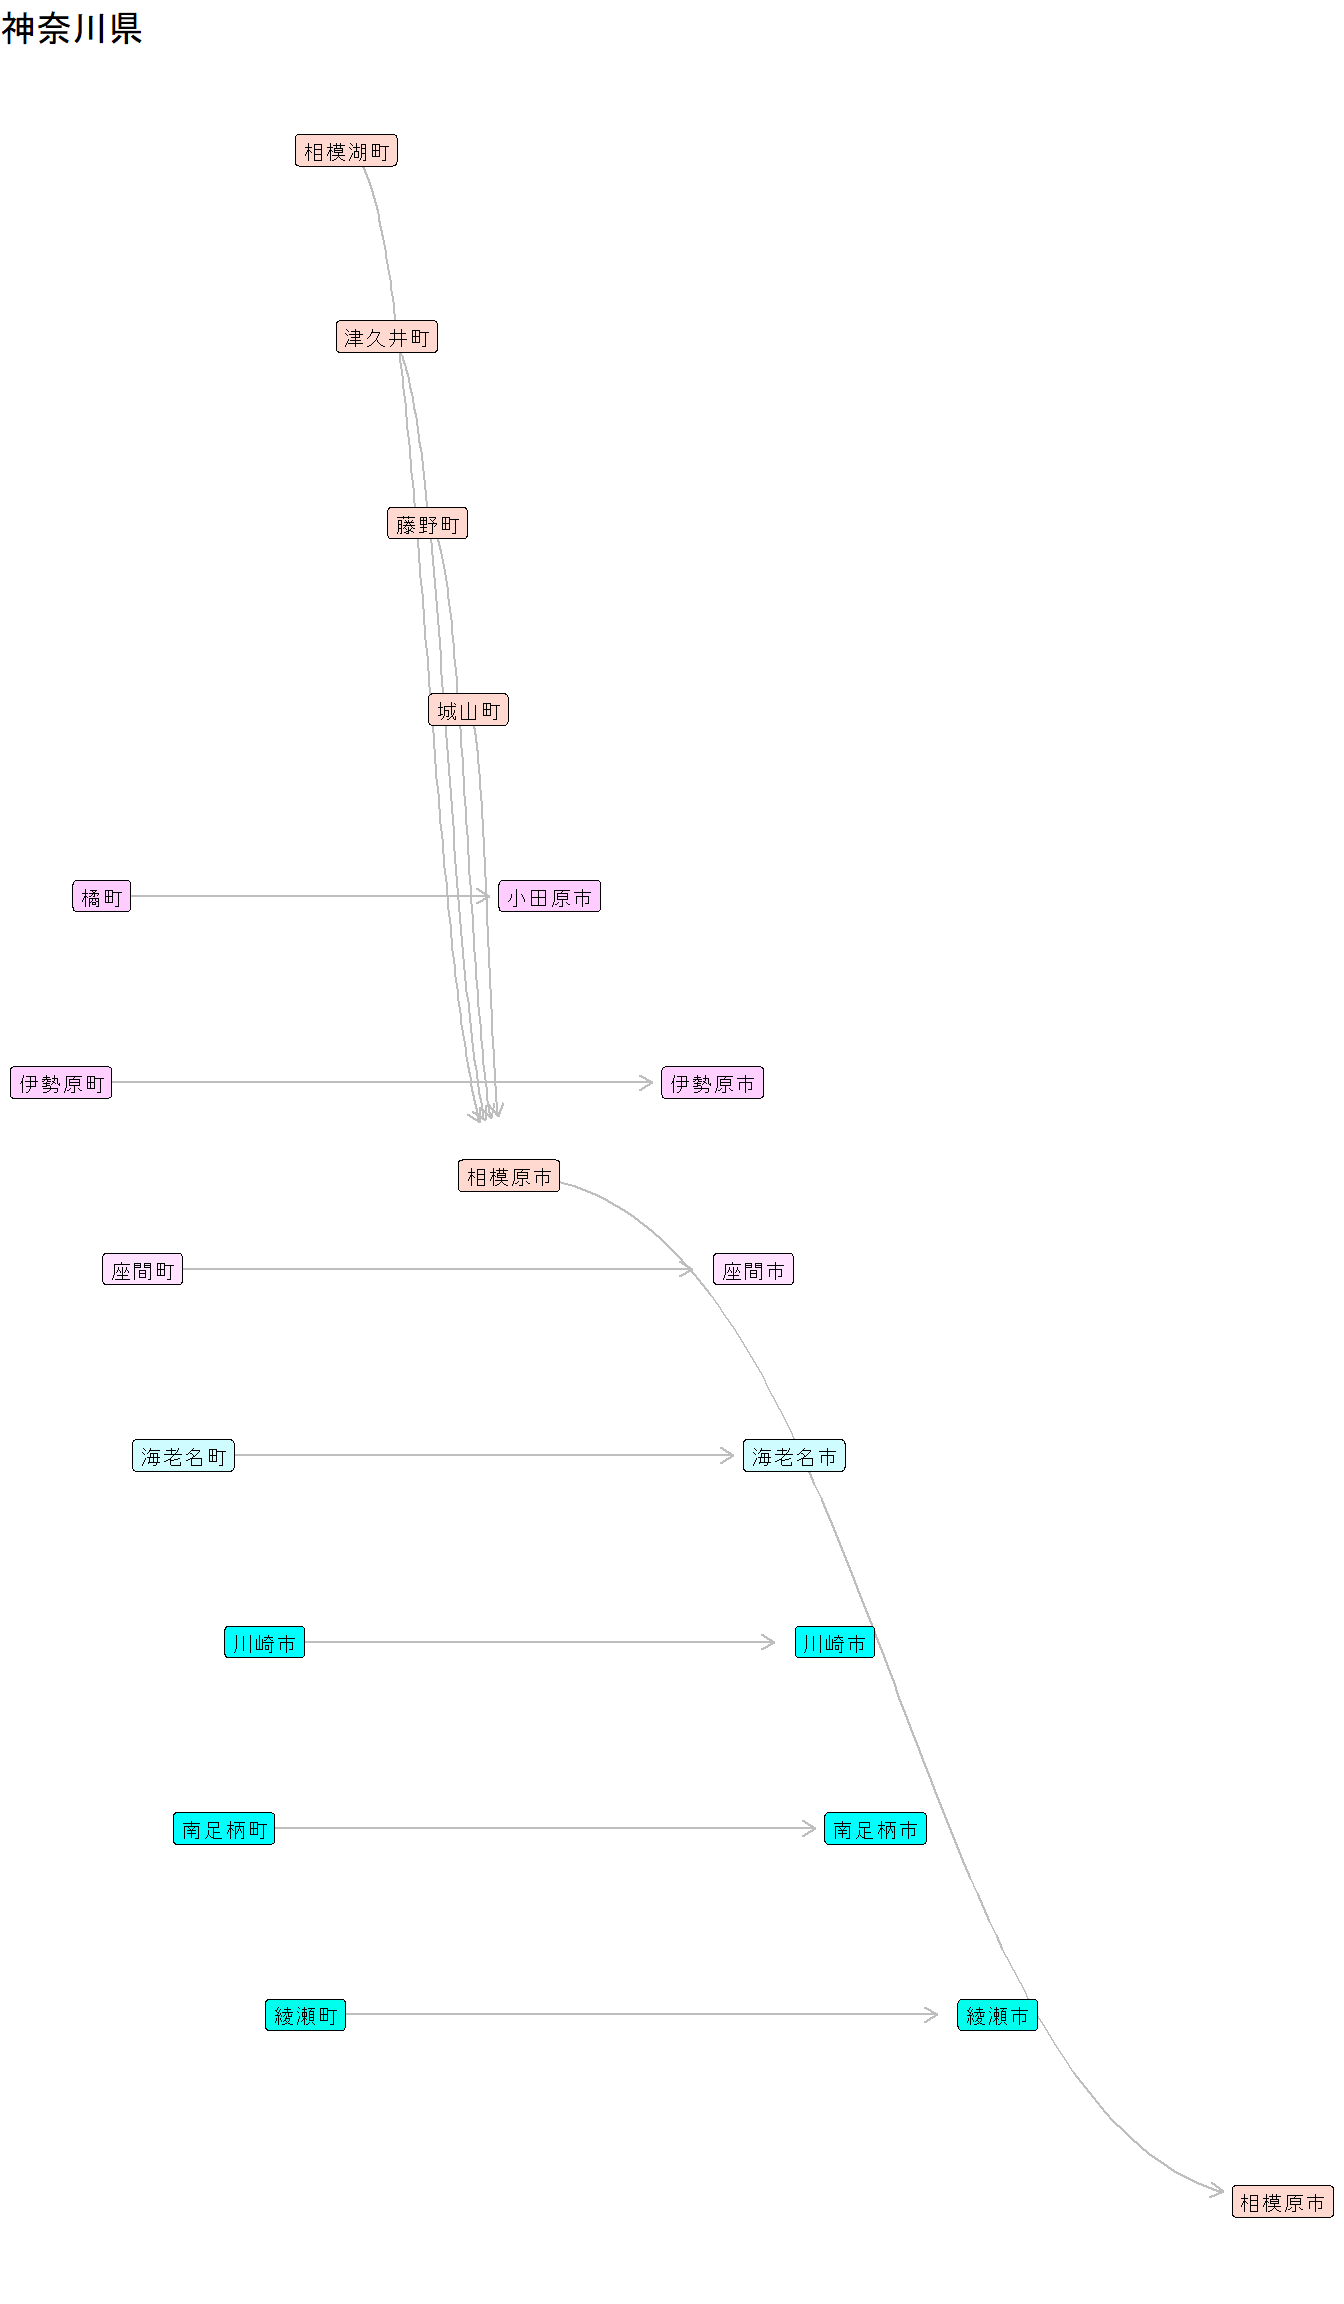 神奈川県
相模湖町
津久井町
藤野町
城山町
橘町
小田原市
伊勢原町
伊勢原市
相模原市
座間町
座間市
海老名町
海老名市
川崎市
川崎市
南足柄町
南足柄市
綾瀬町
綾瀬市
相模原市